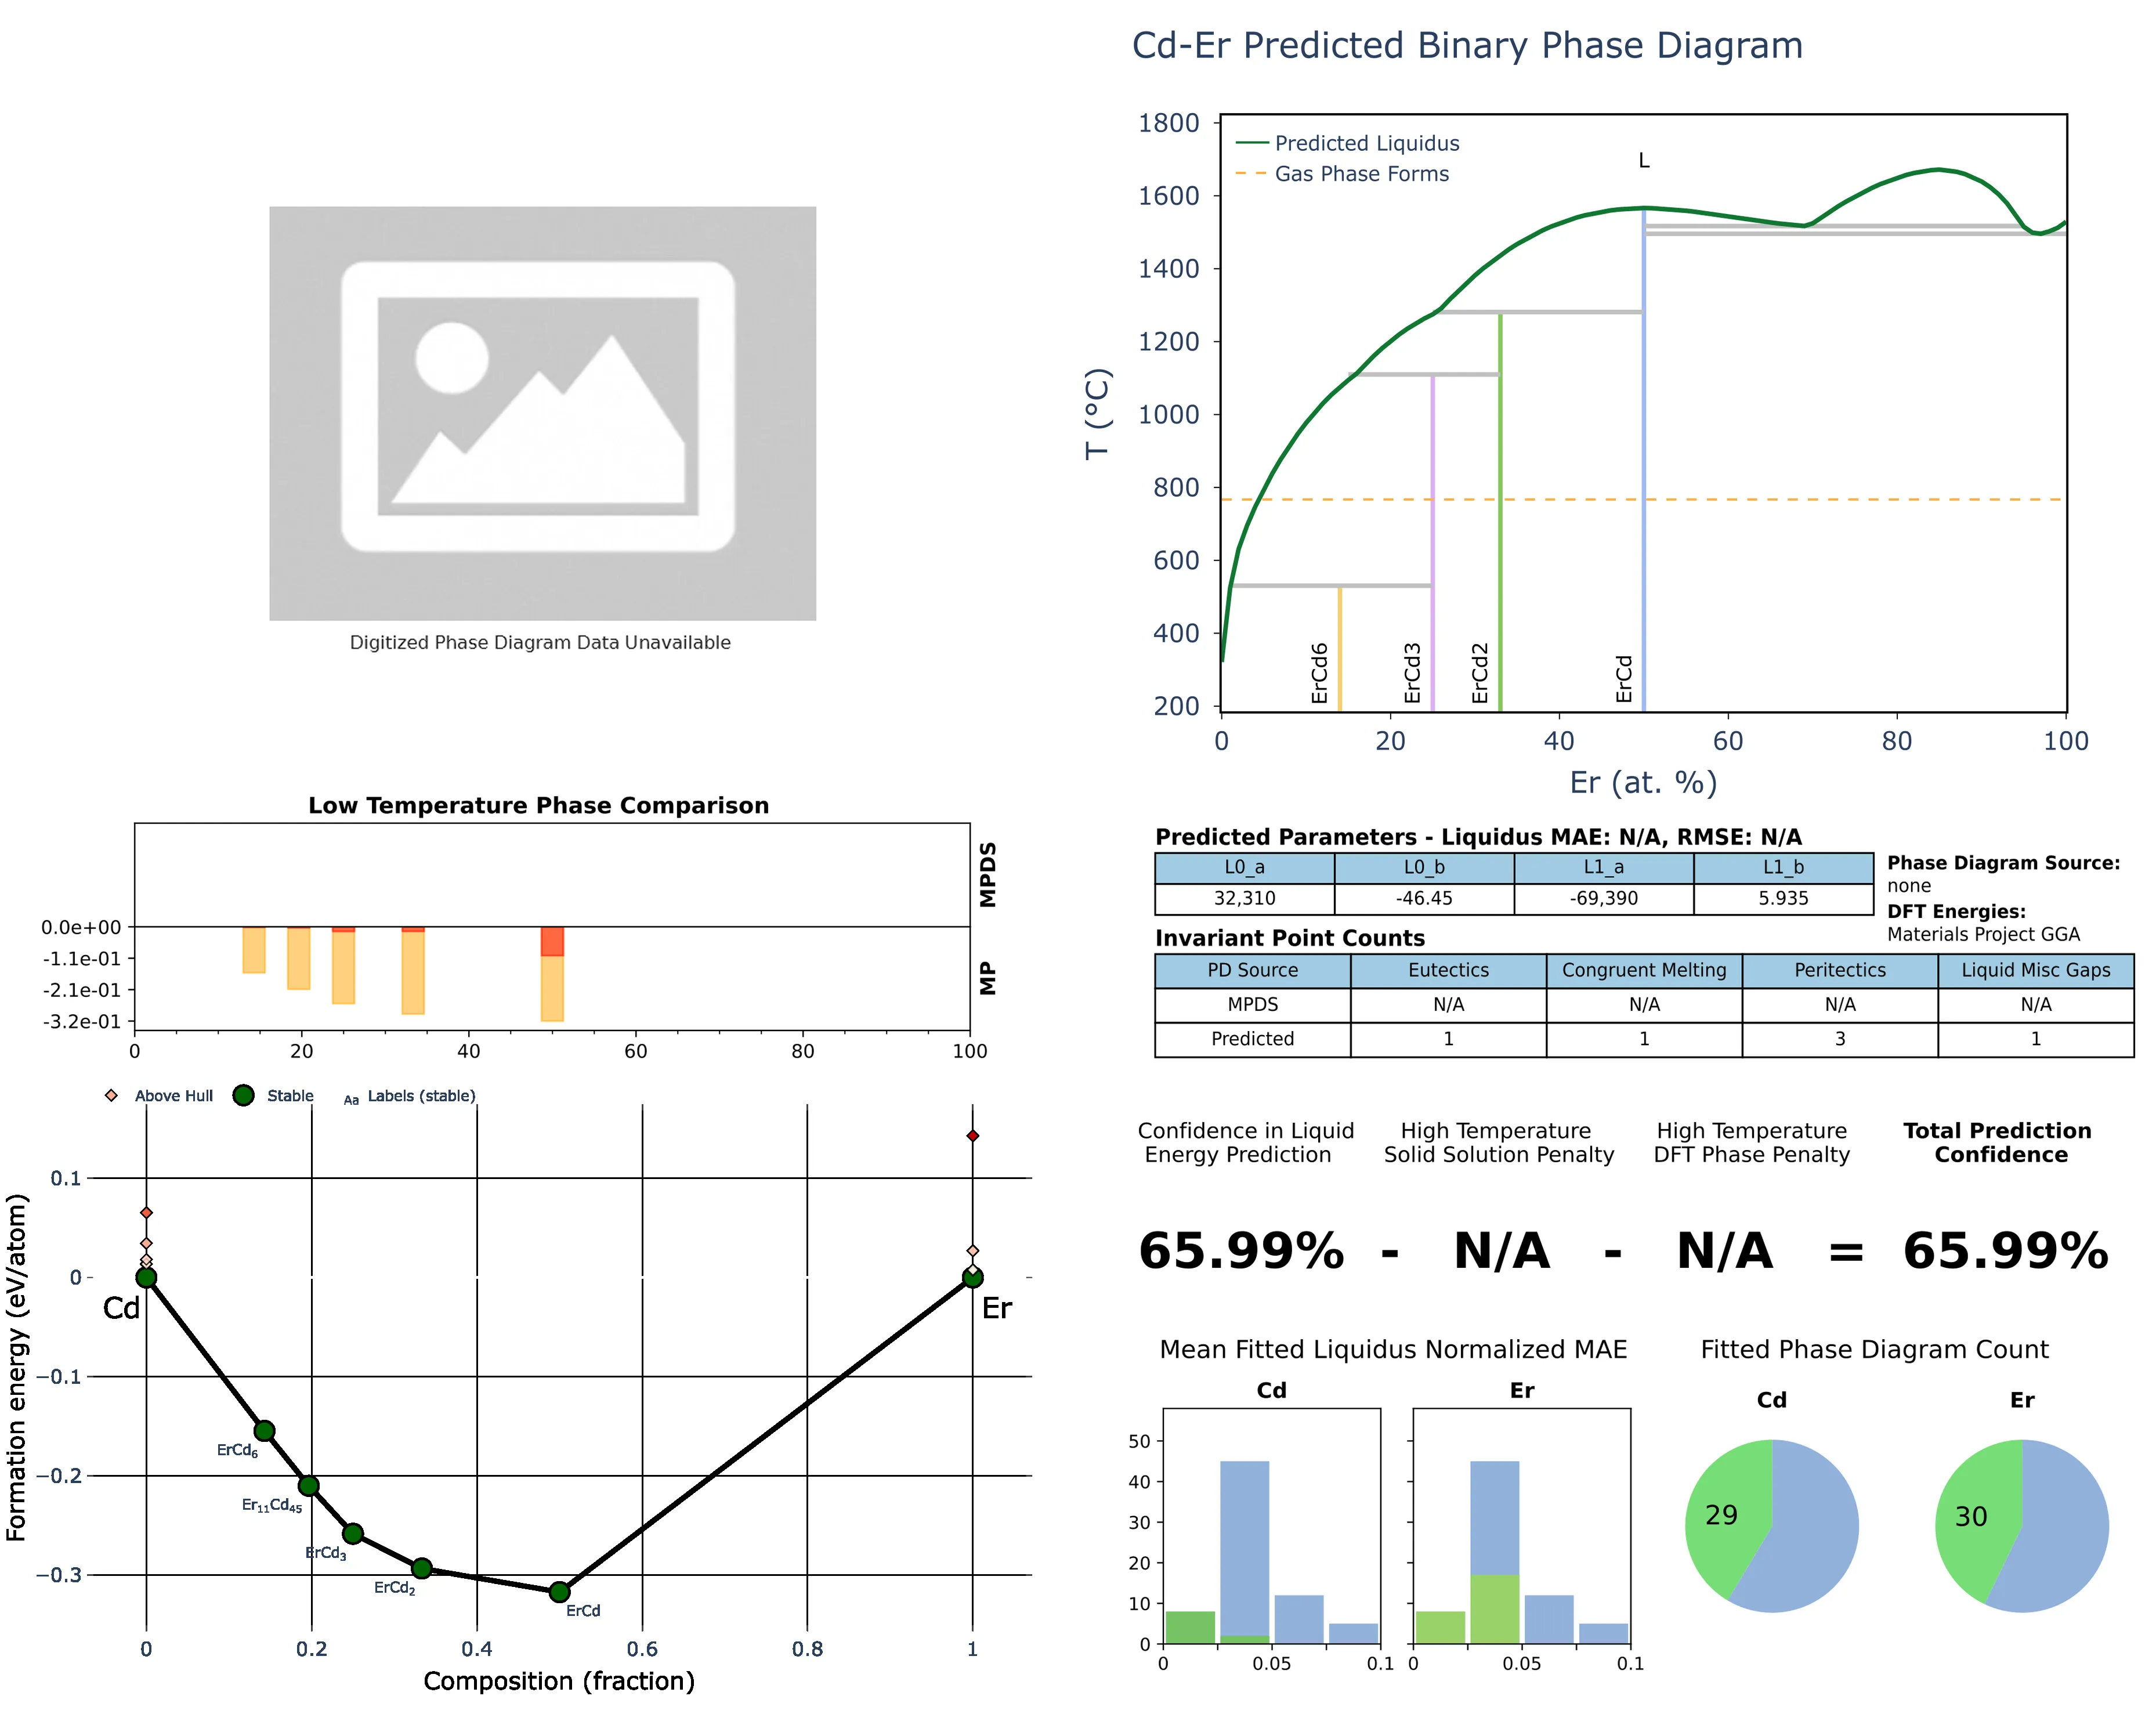 Cd-Er Predicted Binary Phase Diagram
1800
1600
1400
1200
1000
800
600
400
200
T (°C)
Predicted Liquidus
Gas Phase Forms
L
ErCd6
ErCd3
ErCd2
ErCd
0 20 40 60 80 100
Er (at. %)
Digitized Phase Diagram Data Unavailable
Low Temperature Phase Comparison
MPDS
MP
0.0e+00
-1.1e-01
-2.1e-01
-3.2e-01
0 20 40 60 80 100
Predicted Parameters - Liquidus MAE: N/A, RMSE: N/A
L0_a L0_b L1_a L1_b
32,310 -46.45 -69,390 5.935
Phase Diagram Source:
none
DFT Energies:
Materials Project GGA
Invariant Point Counts
PD Source Eutectics Congruent Melting Peritectics Liquid Misc Gaps
MPDS N/A N/A N/A N/A
Predicted 1 1 3 1
Above Hull Stable Aa Labels (stable)
0.1
0
−0.1
−0.2
−0.3
Formation energy (eV/atom)
Cd
Er
ErCd₆
Er₁₁Cd₄₅
ErCd₃
ErCd₂
ErCd
0 0.2 0.4 0.6 0.8 1
Composition (fraction)
Confidence in Liquid
Energy Prediction
High Temperature
Solid Solution Penalty
High Temperature
DFT Phase Penalty
Total Prediction
Confidence
65.99% - N/A - N/A = 65.99%
Mean Fitted Liquidus Normalized MAE
Cd
Er
50
40
30
20
10
0
0 0.05 0.1
0 0.05 0.1
Fitted Phase Diagram Count
Cd
Er
29
30